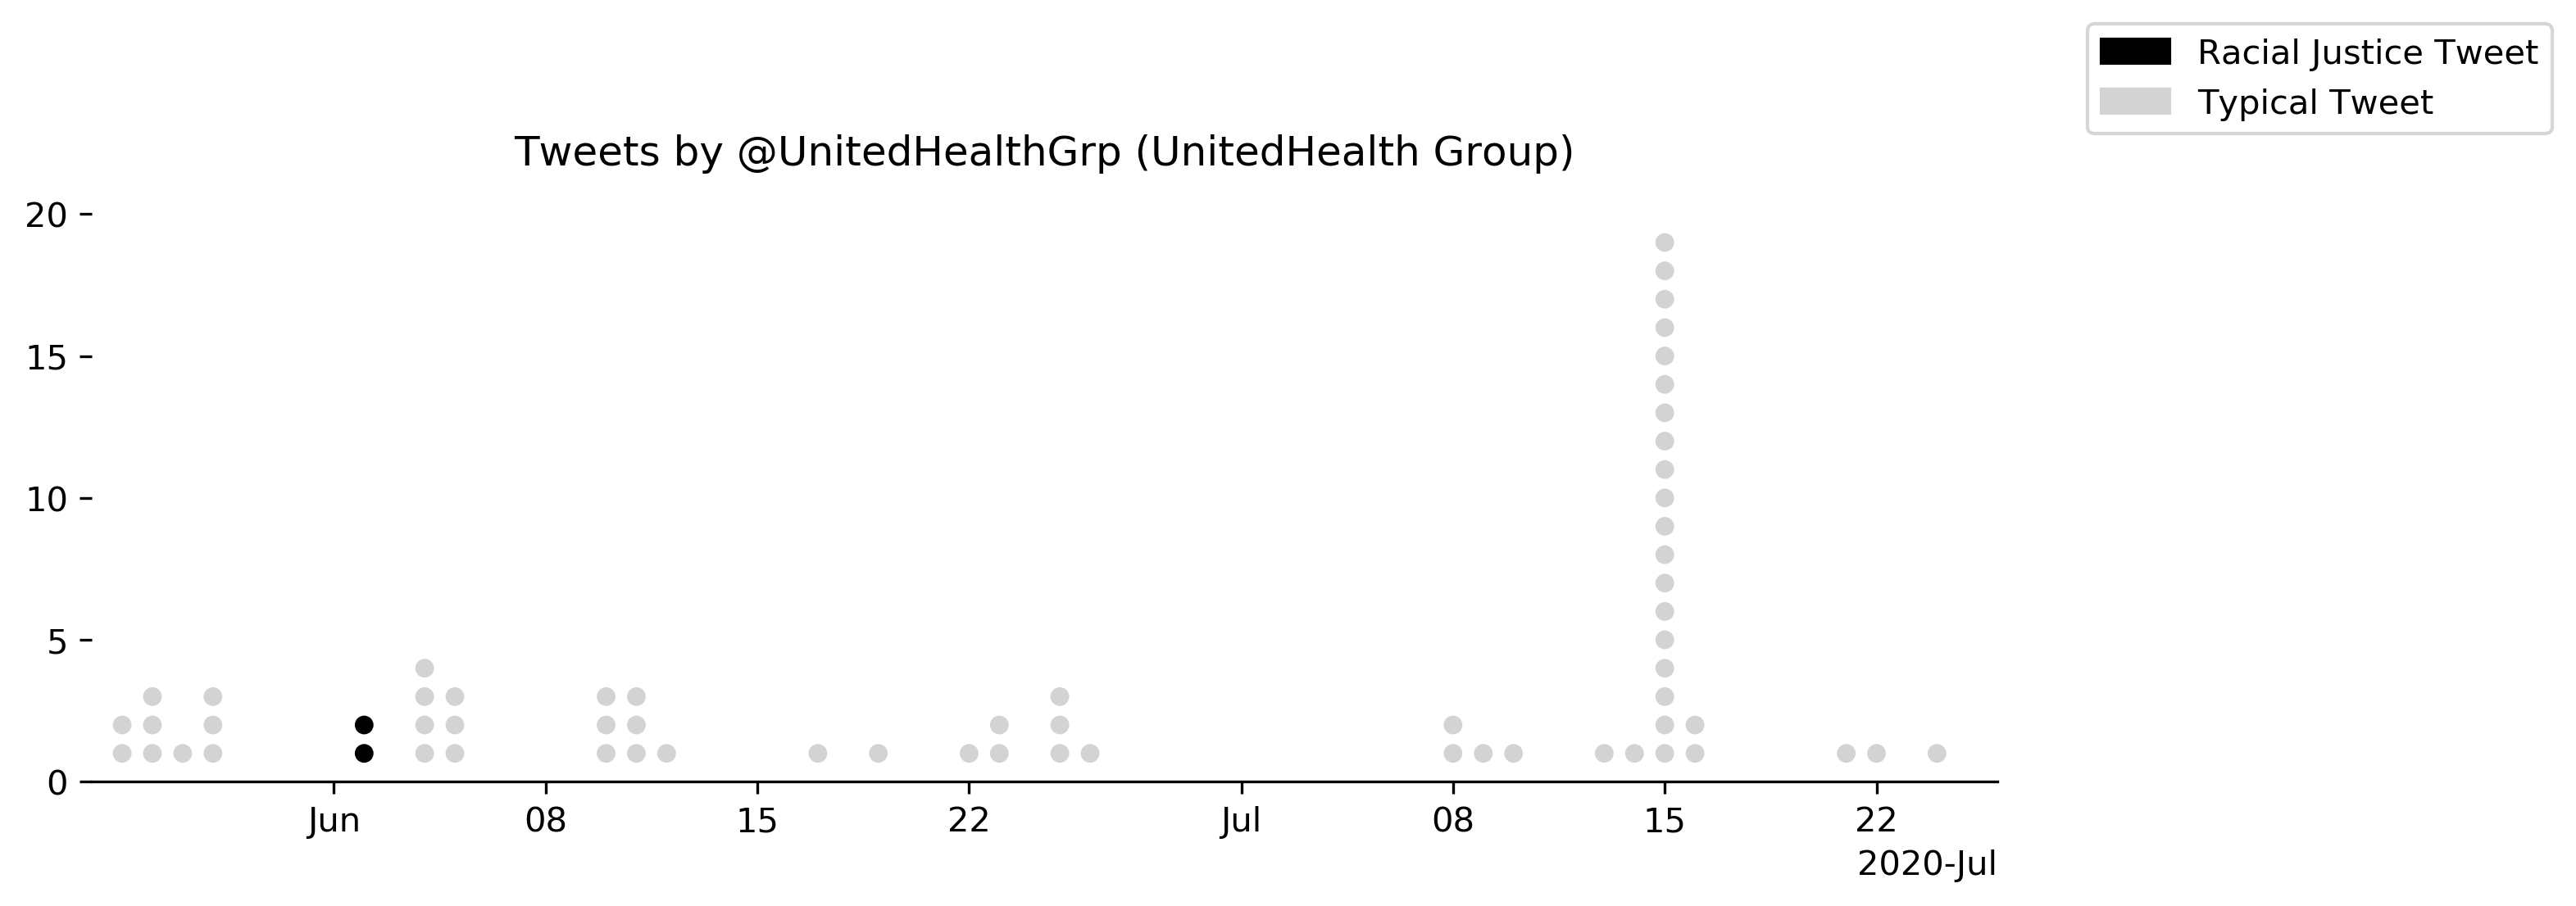 Racial Justice Tweet
Typical Tweet
Tweets by @UnitedHealthGrp (UnitedHealth Group)
20
15
10
5
0
Jun 08 15 22 Jul 08 15 22
2020-Jul